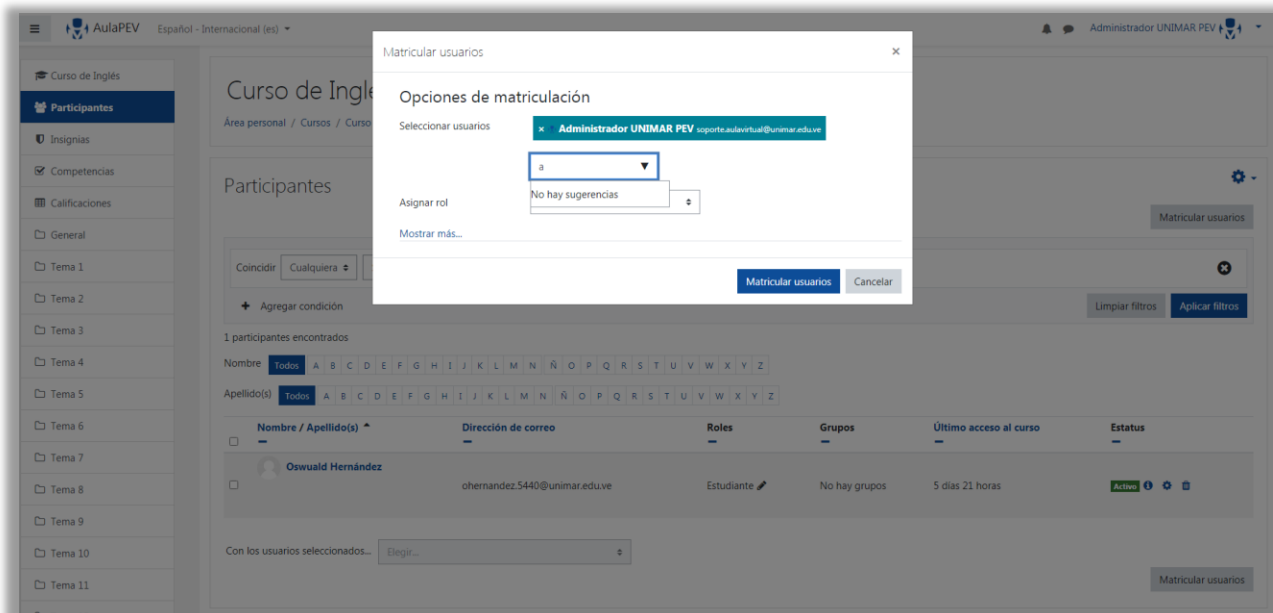 AulaPEV Español - Internacional (es) Administrador UNIMAR PEV
Matricular usuarios ×
Opciones de matriculación
Seleccionar usuarios × Administrador UNIMAR PEV soporte.aulavirtual@unimar.edu.ve
a
No hay sugerencias
Asignar rol
Mostrar más...
Matricular usuarios Cancelar
Curso de Inglés
Participantes
Insignias
Competencias
Calificaciones
General
Tema 1
Tema 2
Tema 3
Tema 4
Tema 5
Tema 6
Tema 7
Tema 8
Tema 9
Tema 10
Tema 11
Curso de Ingl
Área personal / Cursos / Curso
Participantes
Matricular usuarios
Coincidir Cualquiera
Agregar condición Limpiar filtros Aplicar filtros
1 participantes encontrados
Nombre Todos A B C D E F G H I J K L M N Ñ O P Q R S T U V W X Y Z
Apellido(s) Todos A B C D E F G H I J K L M N Ñ O P Q R S T U V W X Y Z
Nombre / Apellido(s) Dirección de correo Roles Grupos Último acceso al curso Estatus
Oswuald Hernández ohernandez.5440@unimar.edu.ve Estudiante No hay grupos 5 días 21 horas Activo
Con los usuarios seleccionados... Elegir...
Matricular usuarios